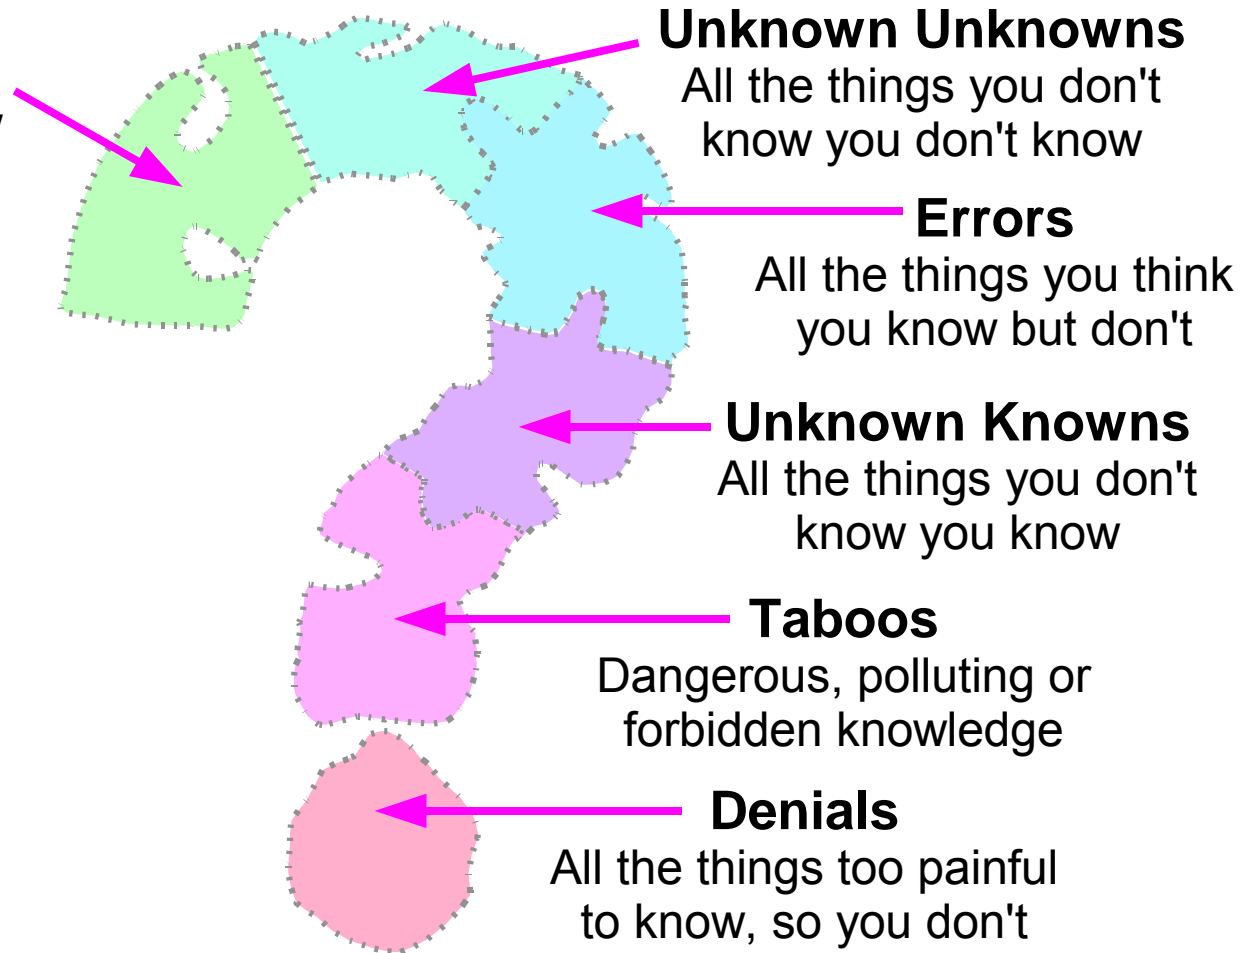 Unknown Unknowns
All the things you don't
know you don't know
Errors
All the things you think
you know but don't
Unknown Knowns
All the things you don't
know you know
Taboos
Dangerous, polluting or
forbidden knowledge
Denials
All the things too painful
to know, so you don't